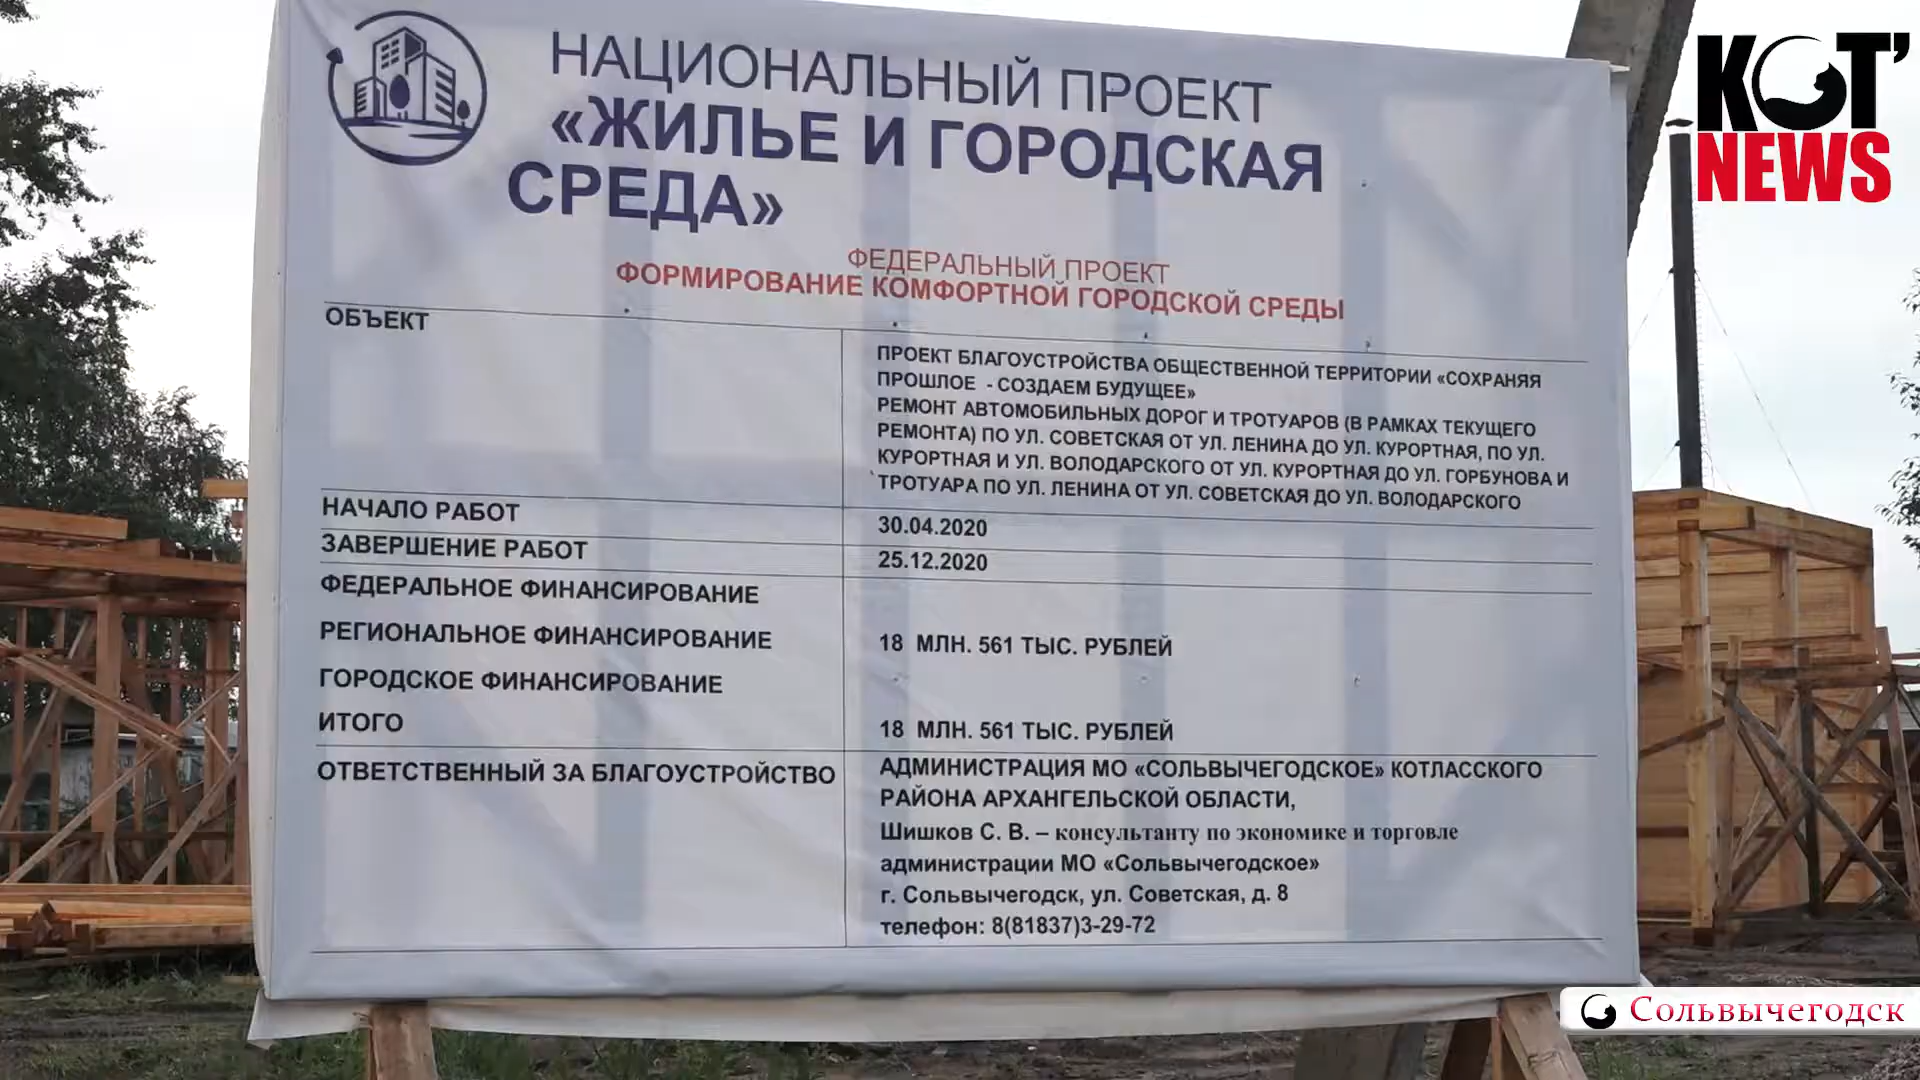 НАЦИОНАЛЬНЫЙ ПРОЕКТ
«ЖИЛЬЕ И ГОРОДСКАЯ
СРЕДА»
ФЕДЕРАЛЬНЫЙ ПРОЕКТ
ФОРМИРОВАНИЕ КОМФОРТНОЙ ГОРОДСКОЙ СРЕДЫ
ОБЪЕКТ
ПРОЕКТ БЛАГОУСТРОЙСТВА ОБЩЕСТВЕННОЙ ТЕРРИТОРИИ «СОХРАНЯЯ
ПРОШЛОЕ - СОЗДАЕМ БУДУЩЕЕ»
РЕМОНТ АВТОМОБИЛЬНЫХ ДОРОГ И ТРОТУАРОВ (В РАМКАХ ТЕКУЩЕГО
РЕМОНТА) ПО УЛ. СОВЕТСКАЯ ОТ УЛ. ЛЕНИНА ДО УЛ. КУРОРТНАЯ, ПО УЛ.
КУРОРТНАЯ И УЛ. ВОЛОДАРСКОГО ОТ УЛ. КУРОРТНАЯ ДО УЛ. ГОРБУНОВА И
ТРОТУАРА ПО УЛ. ЛЕНИНА ОТ УЛ. СОВЕТСКАЯ ДО УЛ. ВОЛОДАРСКОГО
НАЧАЛО РАБОТ
30.04.2020
ЗАВЕРШЕНИЕ РАБОТ
25.12.2020
ФЕДЕРАЛЬНОЕ ФИНАНСИРОВАНИЕ
РЕГИОНАЛЬНОЕ ФИНАНСИРОВАНИЕ
18 МЛН. 561 ТЫС. РУБЛЕЙ
ГОРОДСКОЕ ФИНАНСИРОВАНИЕ
ИТОГО
18 МЛН. 561 ТЫС. РУБЛЕЙ
ОТВЕТСТВЕННЫЙ ЗА БЛАГОУСТРОЙСТВО
АДМИНИСТРАЦИЯ МО «СОЛЬВЫЧЕГОДСКОЕ» КОТЛАССКОГО
РАЙОНА АРХАНГЕЛЬСКОЙ ОБЛАСТИ,
Шишков С. В. – консультанту по экономике и торговле
администрации МО «Сольвычегодское»
г. Сольвычегодск, ул. Советская, д. 8
телефон: 8(81837)3-29-72
КОТ'
NEWS
Сольвычегодск